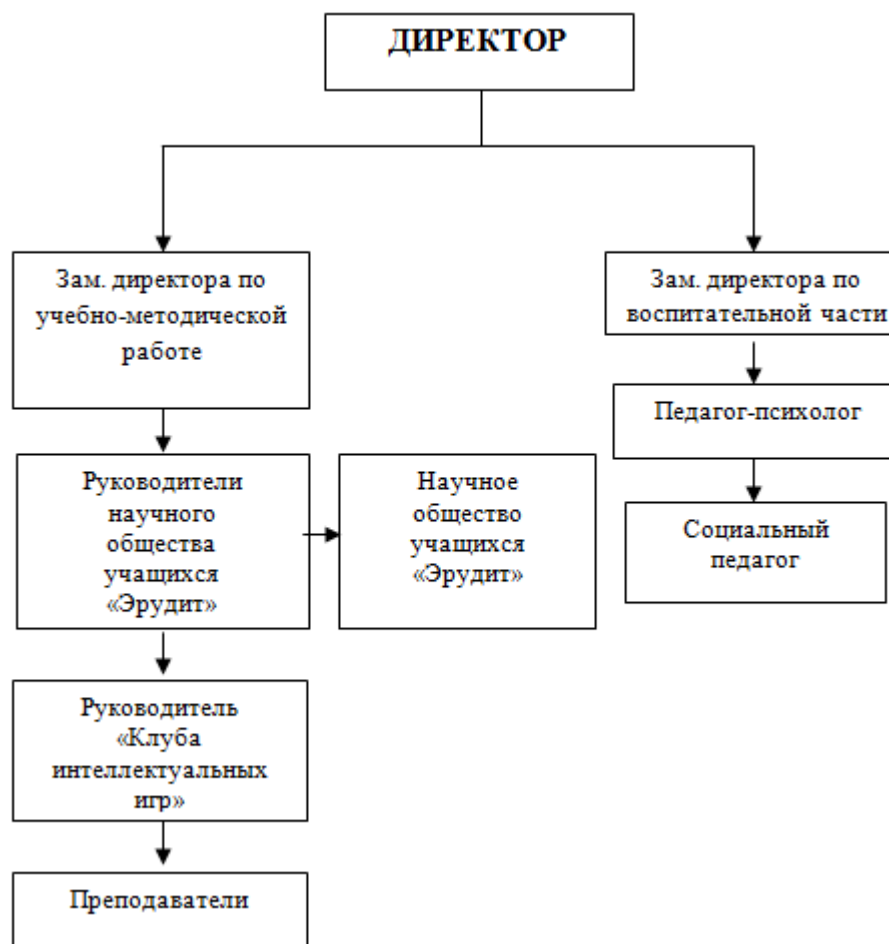 ДИРЕКТОР
Зам. директора по
учебно-методической
работе
Зам. директора по
воспитательной части
Педагог-психолог
Руководители
научного
общества
учащихся
«Эрудит»
Научное
общество
учащихся
«Эрудит»
Социальный
педагог
Руководитель
«Клуба
интеллектуальных
игр»
Преподаватели